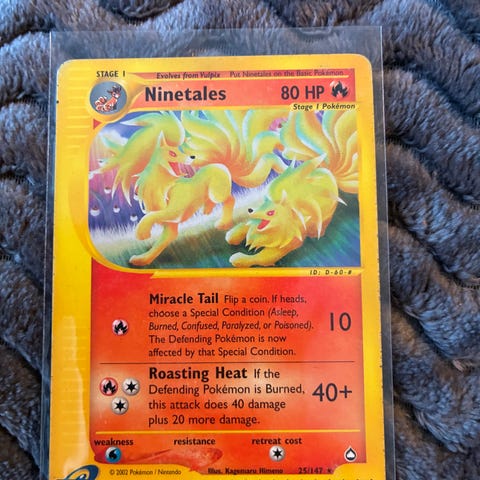 STAGE 1 Evolves from Vulpix Put Ninetales on the Basic Pokémon
Ninetales 80 HP
Stage 1 Pokémon
ID: D-60-#
Miracle Tail Flip a coin. If heads,
choose a Special Condition (Asleep,
Burned, Confused, Paralyzed, or Poisoned).
The Defending Pokémon is now
affected by that Special Condition.
10
Roasting Heat If the
Defending Pokémon is Burned,
this attack does 40 damage
plus 20 more damage.
40+
weakness resistance retreat cost
© 2002 Pokémon / Nintendo Illus. Kagemaru Himeno 25/147 ★